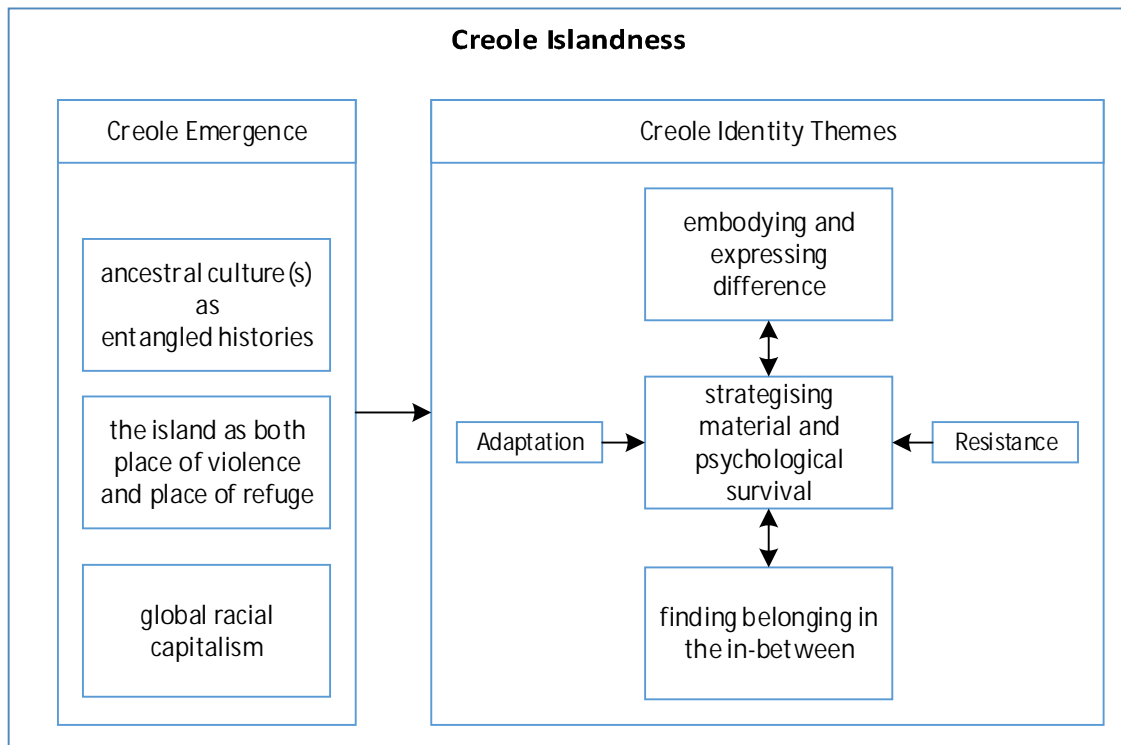 Creole Islandness
Creole Emergence
ancestral culture(s)
as
entangled histories
the island as both
place of violence
and place of refuge
global racial
capitalism
Creole Identity Themes
embodying and
expressing
difference
Adaptation
strategising
material and
psychological
survival
Resistance
finding belonging in
the in-between